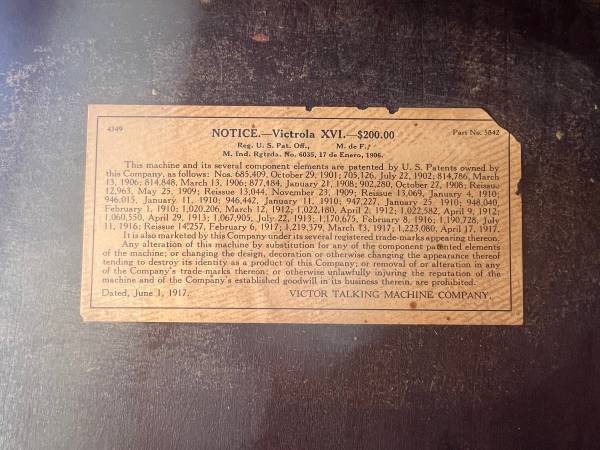 4349
NOTICE.—Victrola XVI.—$200.00
Part No. 5842
Reg. U. S. Pat. Off., M. de F.
M. Ind. Rgtrda. No. 6035, 17 de Enero, 1906.
This machine and its several component elements are patented by U. S. Patents owned by
this Company, as follows: Nos. 685,409, October 29, 1901; 705,126, July 22, 1902; 814,786, March
13, 1906; 814,848, March 13, 1906; 877,484, January 21, 1908; 902,280, October 27, 1908; Reissue
12,963, May 25, 1909; Reissue 13,044, November 23, 1909; Reissue 13,069, January 4, 1910;
946,015, January 11, 1910; 946,442, January 11, 1910; 947,227, January 25, 1910; 948,040,
February 1, 1910; 1,020,206, March 12, 1912; 1,022,180, April 2, 1912; 1,022,582, April 9, 1912;
1,060,550, April 29, 1913; 1,067,905, July 22, 1913; 1,170,675, February 8, 1916; 1,190,728, July
11, 1916; Reissue 14,257, February 6, 1917; 1,219,379, March 13, 1917; 1,223,080, April 17, 1917.
It is also marketed by this Company under its several registered trade-marks appearing thereon.
Any alteration of this machine by substitution for any of the component patented elements
of the machine; or changing the design, decoration or otherwise changing the appearance thereof
tending to destroy its identity as a product of this Company; or removal of or alteration in any
of the Company's trade-marks thereon; or otherwise unlawfully injuring the reputation of the
machine and of the Company's established goodwill in its business therein, are prohibited.
Dated, June 1, 1917. VICTOR TALKING MACHINE COMPANY.